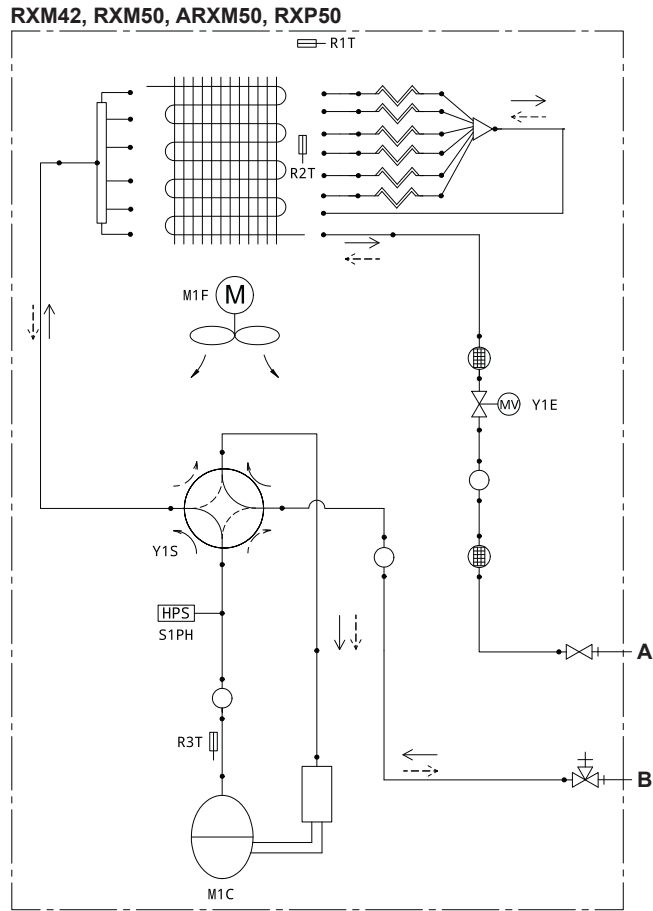 RXM42, RXM50, ARXM50, RXP50
R1T
R2T
M1F
M
MV
Y1E
Y1S
HPS
S1PH
A
R3T
B
M1C